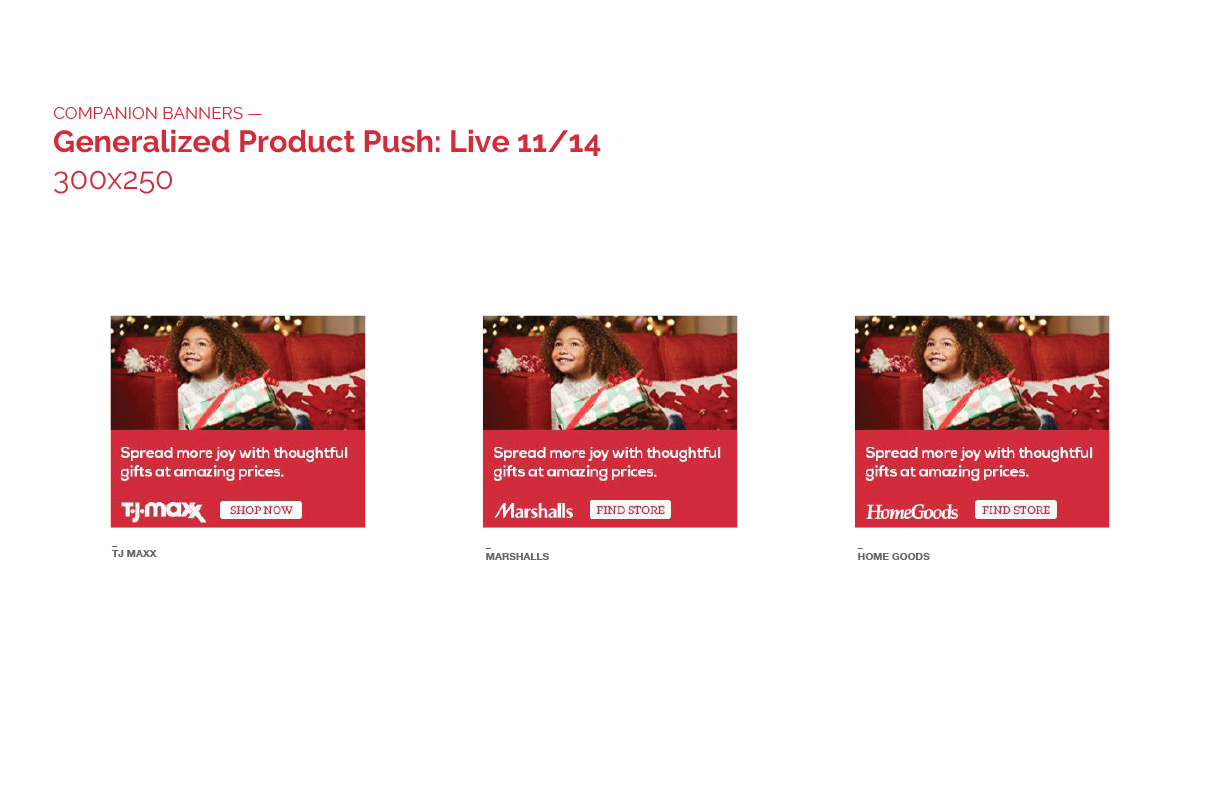 COMPANION BANNERS —
Generalized Product Push: Live 11/14
300x250
Spread more joy with thoughtful
gifts at amazing prices.
T·J·maxx SHOP NOW
–
TJ MAXX
Spread more joy with thoughtful
gifts at amazing prices.
Marshalls FIND STORE
–
MARSHALLS
Spread more joy with thoughtful
gifts at amazing prices.
HomeGoods FIND STORE
–
HOME GOODS